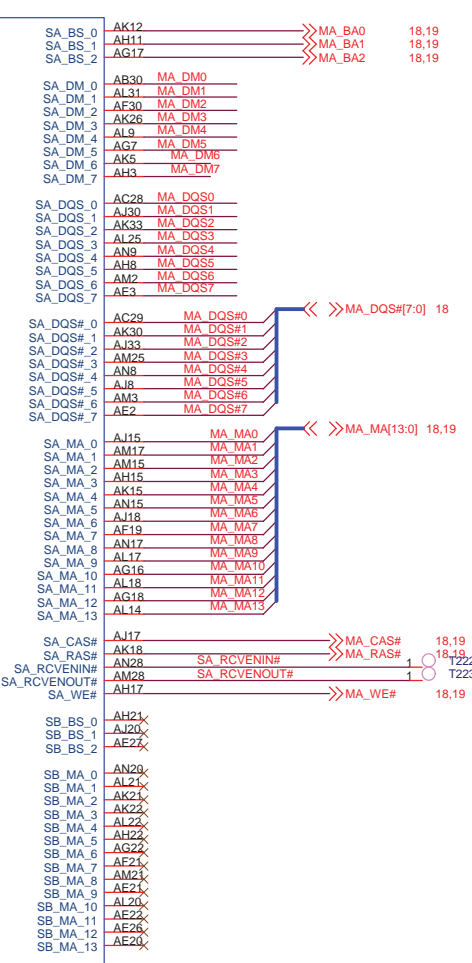 SA_BS_0 AK12 MA_BA0 18,19
SA_BS_1 AH11 MA_BA1 18,19
SA_BS_2 AG17 MA_BA2 18,19
SA_DM_0 AB30 MA_DM0
SA_DM_1 AL31 MA_DM1
SA_DM_2 AF30 MA_DM2
SA_DM_3 AK26 MA_DM3
SA_DM_4 AL9 MA_DM4
SA_DM_5 AG7 MA_DM5
SA_DM_6 AK5 MA_DM6
SA_DM_7 AH3 MA_DM7
SA_DQS_0 AC28 MA_DQS0
SA_DQS_1 AJ30 MA_DQS1
SA_DQS_2 AK33 MA_DQS2
SA_DQS_3 AL25 MA_DQS3
SA_DQS_4 AN9 MA_DQS4
SA_DQS_5 AH8 MA_DQS5
SA_DQS_6 AM2 MA_DQS6
SA_DQS_7 AE3 MA_DQS7
MA_DQS#[7:0] 18
SA_DQS#_0 AC29 MA_DQS#0
SA_DQS#_1 AK30 MA_DQS#1
SA_DQS#_2 AJ33 MA_DQS#2
SA_DQS#_3 AM25 MA_DQS#3
SA_DQS#_4 AN8 MA_DQS#4
SA_DQS#_5 AJ8 MA_DQS#5
SA_DQS#_6 AM3 MA_DQS#6
SA_DQS#_7 AE2 MA_DQS#7
MA_MA[13:0] 18,19
SA_MA_0 AJ15 MA_MA0
SA_MA_1 AM17 MA_MA1
SA_MA_2 AM15 MA_MA2
SA_MA_3 AH15 MA_MA3
SA_MA_4 AK15 MA_MA4
SA_MA_5 AN15 MA_MA5
SA_MA_6 AJ18 MA_MA6
SA_MA_7 AF19 MA_MA7
SA_MA_8 AN17 MA_MA8
SA_MA_9 AL17 MA_MA9
SA_MA_10 AG16 MA_MA10
SA_MA_11 AL18 MA_MA11
SA_MA_12 AG18 MA_MA12
SA_MA_13 AL14 MA_MA13
SA_CAS# AJ17 MA_CAS# 18,19
SA_RAS# AK18 MA_RAS# 18,19
SA_RCVENIN# AN28 SA_RCVENIN# 1 T222
SA_RCVENOUT# AM28 SA_RCVENOUT# 1 T223
SA_WE# AH17 MA_WE# 18,19
SB_BS_0 AH21
SB_BS_1 AJ20
SB_BS_2 AE27
SB_MA_0 AN20
SB_MA_1 AL21
SB_MA_2 AK21
SB_MA_3 AK22
SB_MA_4 AL22
SB_MA_5 AH22
SB_MA_6 AG22
SB_MA_7 AF21
SB_MA_8 AM21
SB_MA_9 AE21
SB_MA_10 AL20
SB_MA_11 AE22
SB_MA_12 AE26
SB_MA_13 AE20